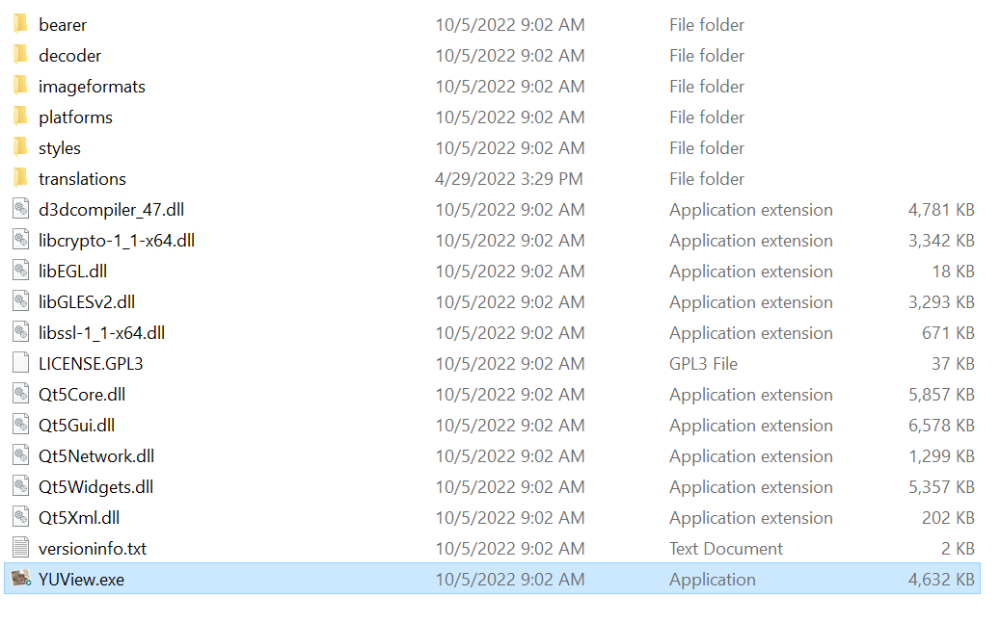 bearer 10/5/2022 9:02 AM File folder
decoder 10/5/2022 9:02 AM File folder
imageformats 10/5/2022 9:02 AM File folder
platforms 10/5/2022 9:02 AM File folder
styles 10/5/2022 9:02 AM File folder
translations 4/29/2022 3:29 PM File folder
d3dcompiler_47.dll 10/5/2022 9:02 AM Application extension 4,781 KB
libcrypto-1_1-x64.dll 10/5/2022 9:02 AM Application extension 3,342 KB
libEGL.dll 10/5/2022 9:02 AM Application extension 18 KB
libGLESv2.dll 10/5/2022 9:02 AM Application extension 3,293 KB
libssl-1_1-x64.dll 10/5/2022 9:02 AM Application extension 671 KB
LICENSE.GPL3 10/5/2022 9:02 AM GPL3 File 37 KB
Qt5Core.dll 10/5/2022 9:02 AM Application extension 5,857 KB
Qt5Gui.dll 10/5/2022 9:02 AM Application extension 6,578 KB
Qt5Network.dll 10/5/2022 9:02 AM Application extension 1,299 KB
Qt5Widgets.dll 10/5/2022 9:02 AM Application extension 5,357 KB
Qt5Xml.dll 10/5/2022 9:02 AM Application extension 202 KB
versioninfo.txt 10/5/2022 9:02 AM Text Document 2 KB
YUView.exe 10/5/2022 9:02 AM Application 4,632 KB